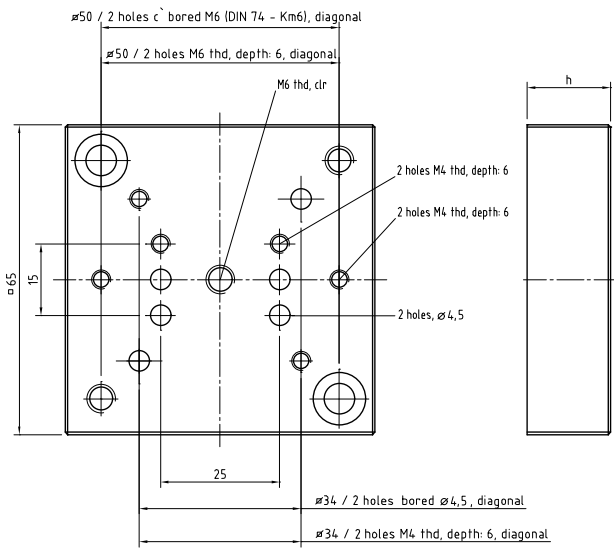 ⌀50 / 2 holes c`bored M6 (DIN 74 - Km6), diagonal
⌀50 / 2 holes M6 thd, depth: 6, diagonal
M6 thd, clr
h
2 holes M4 thd, depth: 6
2 holes M4 thd, depth: 6
□ 65
15
2 holes, ⌀ 4,5
25
⌀34 / 2 holes bored ⌀ 4,5, diagonal
⌀34 / 2 holes M4 thd, depth: 6, diagonal